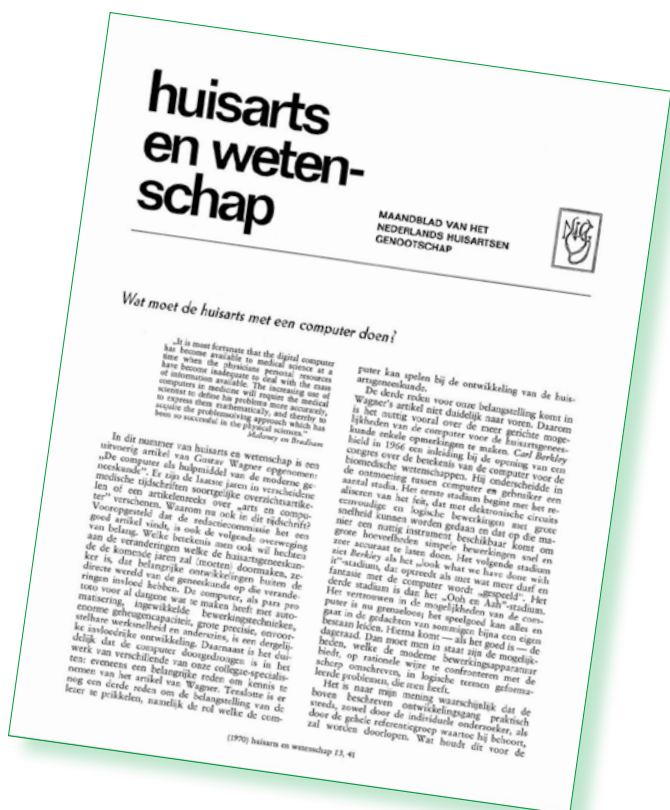 huisarts
en weten-
schap
MAANDBLAD VAN HET
NEDERLANDS HUISARTSEN
GENOOTSCHAP
NHG
Wat moet de huisarts met een computer doen?
„It is most fortunate that the digital computer
has become available to medical science at a
time when the physicians personal resources
have become inadequate to deal with the mass
of information available. The increasing use of
computers in medicine will require the medical
scientist to define his problems more accurately,
to express them mathematically, and thereby to
acquire the problemsolving approach which has
been so successful in the physical sciences."
Maloney en Bradham
In dit nummer van huisarts en wetenschap is een
uitvoerig artikel van Gustav Wagner opgenomen:
„De computer als hulpmiddel van de moderne ge-
neeskunde". Er zijn de laatste jaren in verscheidene
medische tijdschriften soortgelijke overzichtsartike-
len of een artikelenreeks over „arts en compu-
ter" verschenen. Waarom nu ook in dit tijdschrift?
Vooropgesteld dat de redactiecommissie het een
goed artikel vindt, is ook de volgende overweging
van belang. Welke betekenis men ook wil hechten
aan de veranderingen welke de huisartsgeneeskun-
de de komende jaren zal (moeten) doormaken, ze-
ker is, dat belangrijke ontwikkelingen buiten de
directe wereld van de geneeskunde op die verande-
ringen invloed hebben. De computer, als pars pro
toto voor al datgene wat te maken heeft met auto-
matisering, ingewikkelde bewerkingstechnieken,
enorme geheugencapaciteit, grote precisie, onvoor-
stelbare werksnelheid en anderszins, is een dergelij-
ke invloedrijke ontwikkeling. Daarnaast is het dui-
delijk dat de computer doorgedrongen is in het
werk van verschillende van onze collegae-specialis-
ten: eveneens een belangrijke reden om kennis te
nemen van het artikel van Wagner. Tenslotte is er
nog een derde reden om de belangstelling van de
lezer te prikkelen, namelijk de rol welke de com-
puter kan spelen bij de ontwikkeling van de huis-
artsgeneeskunde.
De derde reden voor onze belangstelling komt in
Wagner's artikel niet duidelijk naar voren. Daarom
is het nuttig vooral over de meer gerichte moge-
lijkheden van de computer voor de huisartsgenees-
kunde enkele opmerkingen te maken. Carl Berkley
hield in 1966 een inleiding bij de opening van een
congres over de betekenis van de computer voor de
biomedische wetenschappen. Hij onderscheidde in
de ontmoeting tussen computer en gebruiker een
aantal stadia. Het eerste stadium begint met het re-
aliseren van het feit, dat met elektronische circuits
eenvoudige en logische bewerkingen met grote
snelheid kunnen worden gedaan en dat op die ma-
nier een nuttig instrument beschikbaar komt om
grote hoeveelheden simpele bewerkingen snel en
zeer accuraat te laten doen. Het volgende stadium
ziet Berkley als het „look what we have done with
it"-stadium, dat optreedt als met wat meer durf en
fantasie met de computer wordt „gespeeld". Het
derde stadium is dan het „Ooh en Aah"-stadium.
Het vertrouwen in de mogelijkheden van de com-
puter is nu grenzeloos; het speelgoed kan alles en
gaat in de gedachten van sommigen bijna een eigen
bestaan leiden. Hierna komt — als het goed is — de
dageraad. Dan moet men in staat zijn de mogelijk-
heden, welke de moderne bewerkingsapparatuur
biedt, op rationele wijze te confronteren met de
scherp omschreven, in logische termen geformu-
leerde problemen, die men heeft.
Het is naar mijn mening waarschijnlijk dat de
boven beschreven ontwikkelingsgang praktisch
steeds, zowel door de individuele onderzoeker, als
door de gehele referentiegroep waartoe hij behoort,
zal worden doorlopen. Wat houdt dit voor de
(1970) huisarts en wetenschap 13, 41